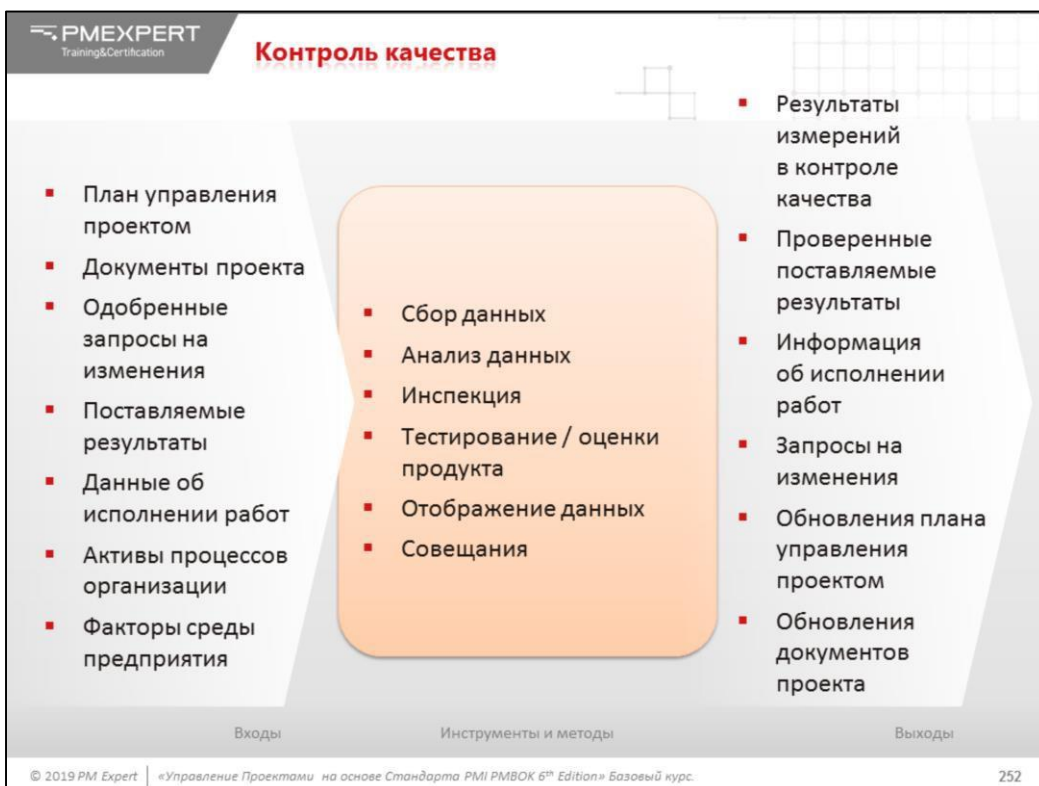 PMEXPERT
Training&Certification
Контроль качества
▪ План управления
проектом
▪ Документы проекта
▪ Одобренные
запросы на
изменения
▪ Поставляемые
результаты
▪ Данные об
исполнении работ
▪ Активы процессов
организации
▪ Факторы среды
предприятия
▪ Сбор данных
▪ Анализ данных
▪ Инспекция
▪ Тестирование / оценки
продукта
▪ Отображение данных
▪ Совещания
▪ Результаты
измерений
в контроле
качества
▪ Проверенные
поставляемые
результаты
▪ Информация
об исполнении
работ
▪ Запросы на
изменения
▪ Обновления плана
управления
проектом
▪ Обновления
документов
проекта
Входы
Инструменты и методы
Выходы
© 2019 PM Expert | «Управление Проектами на основе Стандарта PMI PMBOK 6th Edition» Базовый курс.
252